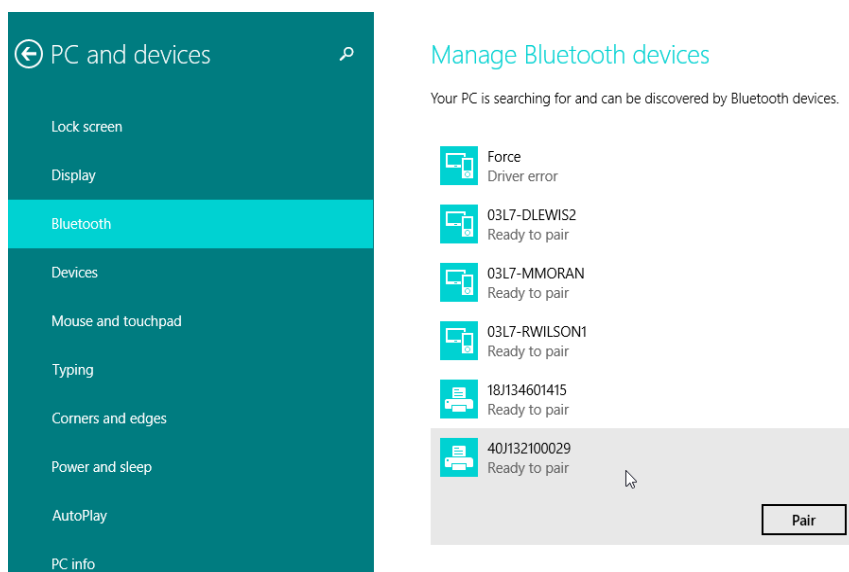 PC and devices
Lock screen
Display
Bluetooth
Devices
Mouse and touchpad
Typing
Corners and edges
Power and sleep
AutoPlay
PC info
Manage Bluetooth devices
Your PC is searching for and can be discovered by Bluetooth devices.
Force
Driver error
03L7-DLEWIS2
Ready to pair
03L7-MMORAN
Ready to pair
03L7-RWILSON1
Ready to pair
18J134601415
Ready to pair
40J132100029
Ready to pair
Pair